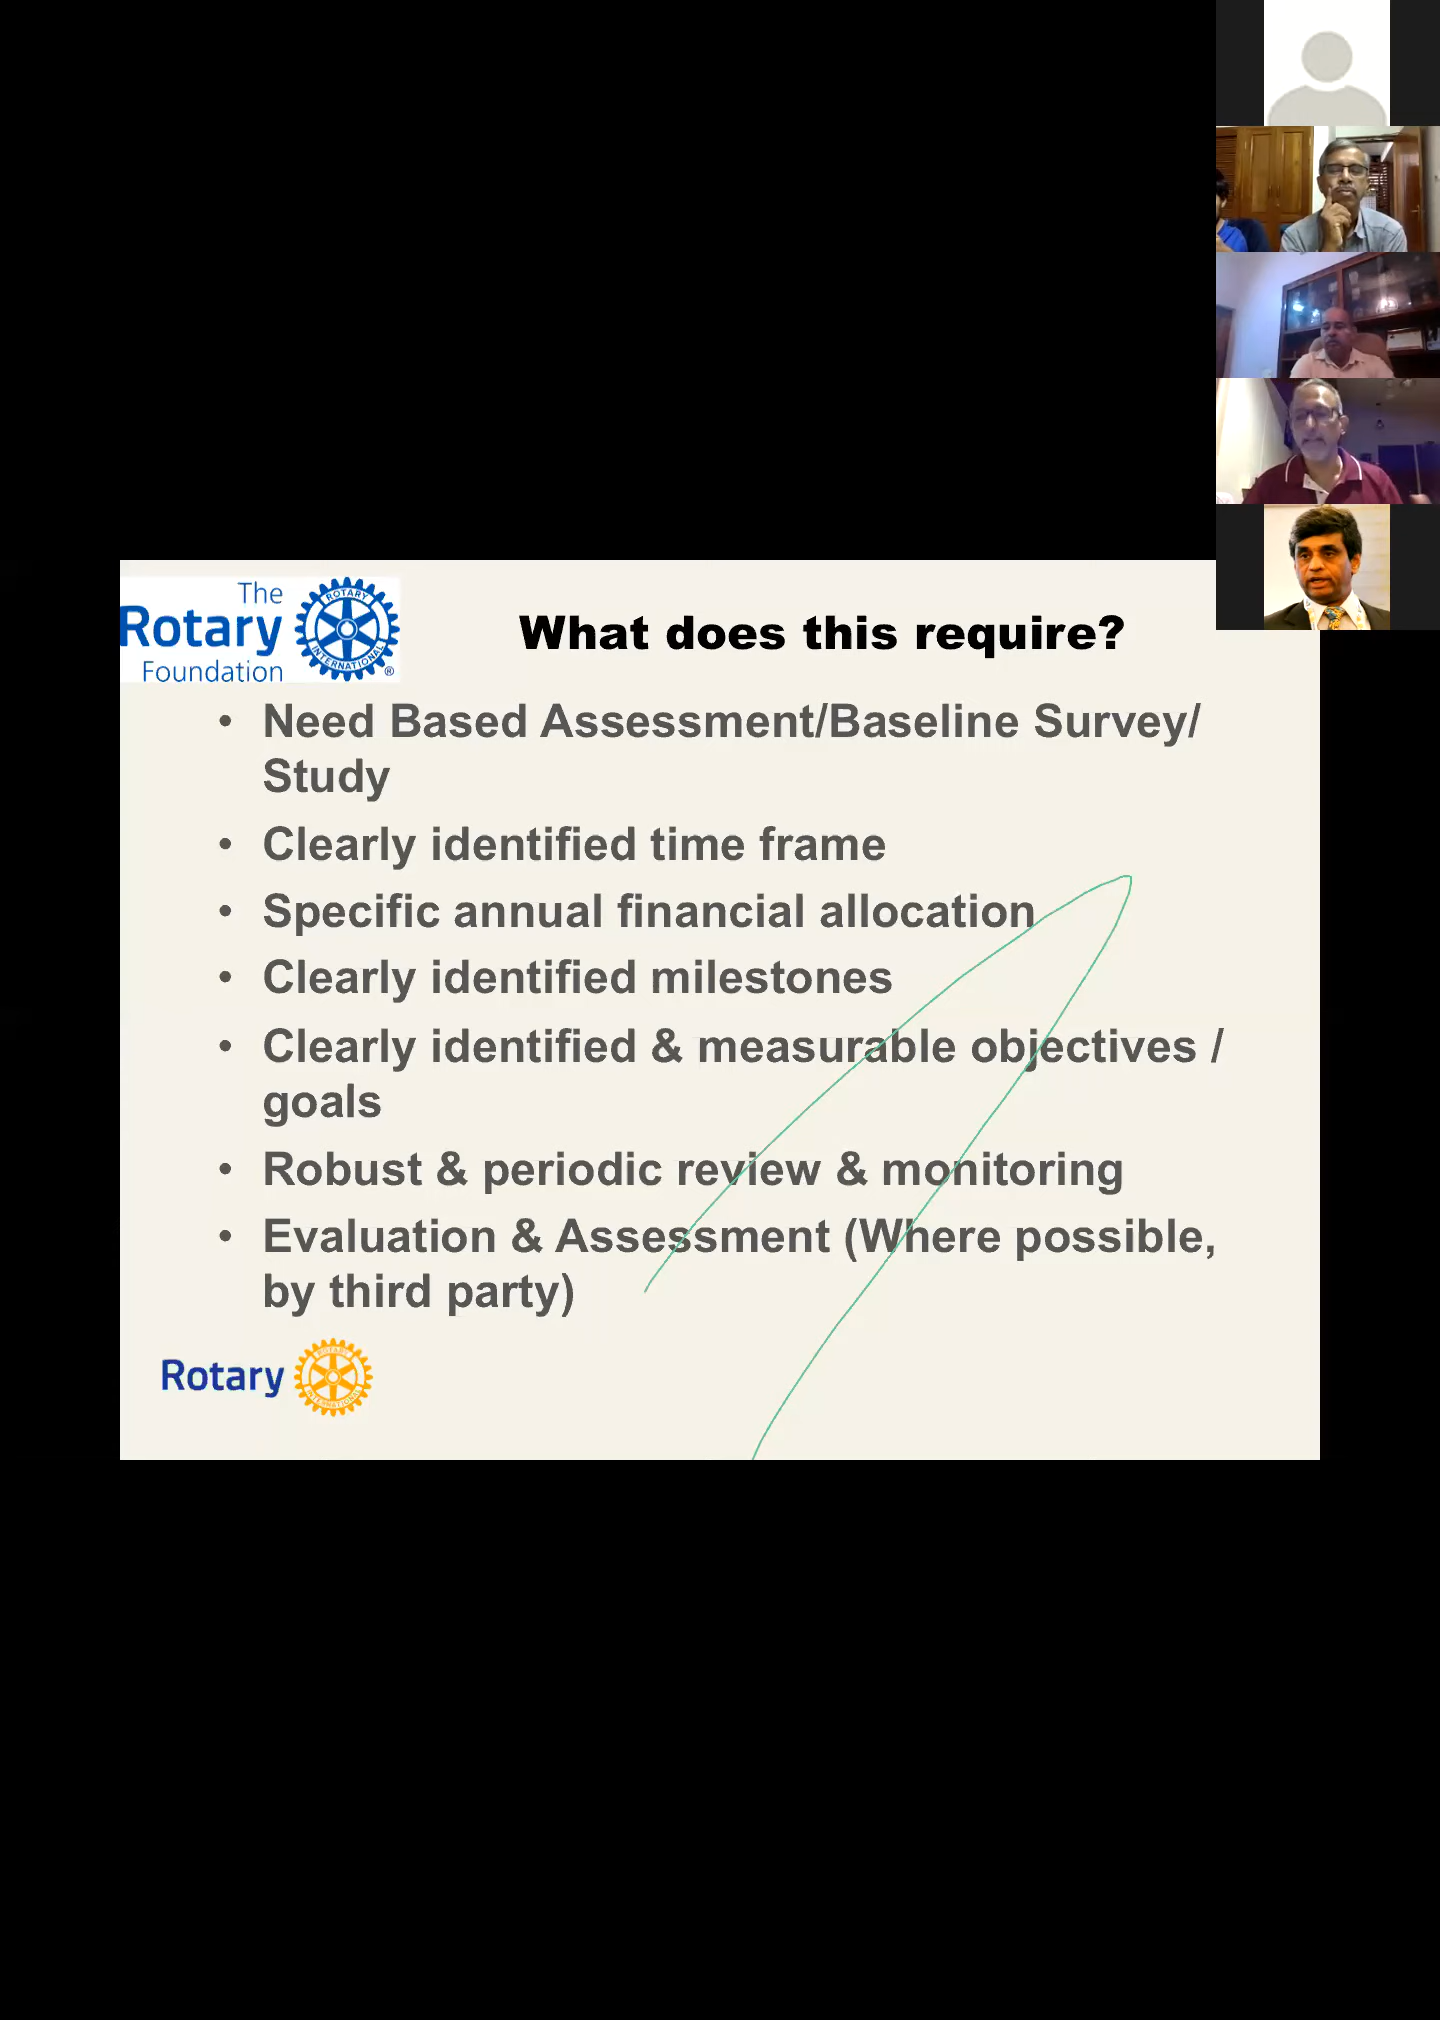 The
Rotary
Foundation
ROTARY
INTERNATIONAL
®
What does this require?
• Need Based Assessment/Baseline Survey/
Study
• Clearly identified time frame
• Specific annual financial allocation
• Clearly identified milestones
• Clearly identified & measurable objectives /
goals
• Robust & periodic review & monitoring
• Evaluation & Assessment (Where possible,
by third party)
Rotary
ROTARY
INTERNATIONAL